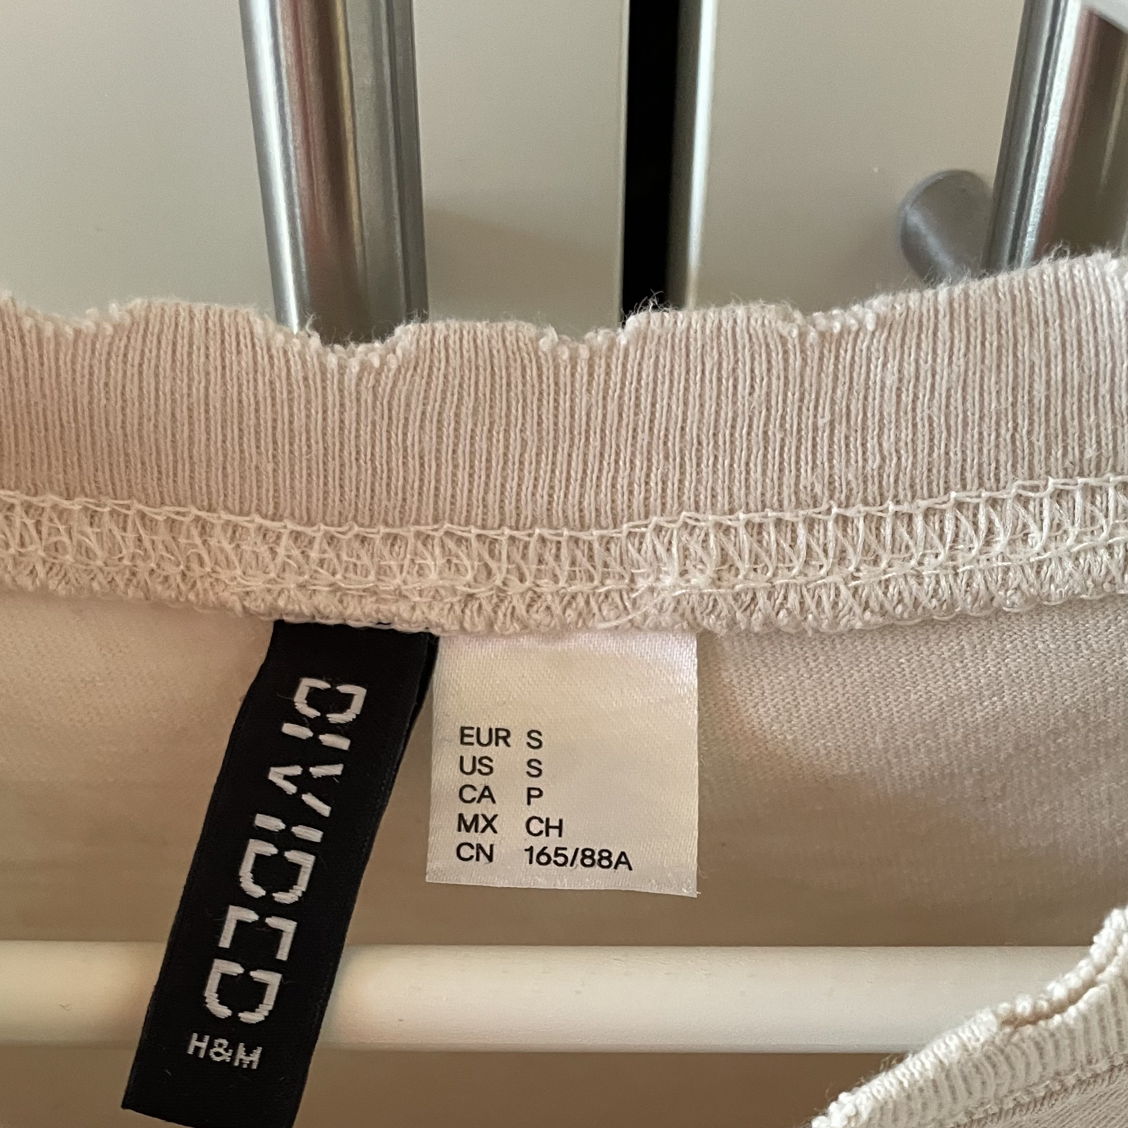 DIVIDED
H&M
EUR S
US S
CA P
MX CH
CN 165/88A